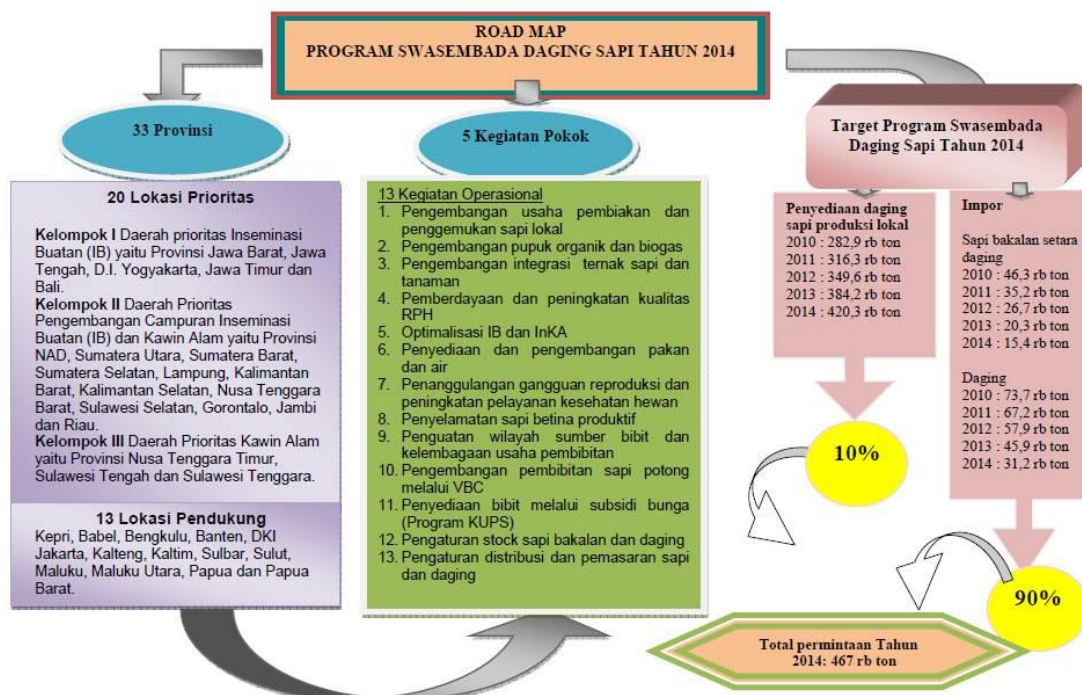 ROAD MAP
PROGRAM SWASEMBADA DAGING SAPI TAHUN 2014
33 Provinsi
20 Lokasi Prioritas
Kelompok I Daerah prioritas Inseminasi
Buatan (IB) yaitu Provinsi Jawa Barat, Jawa
Tengah, D.I. Yogyakarta, Jawa Timur dan
Bali.
Kelompok II Daerah Prioritas
Pengembangan Campuran Inseminasi
Buatan (IB) dan Kawin Alam yaitu Provinsi
NAD, Sumatera Utara, Sumatera Barat,
Sumatera Selatan, Lampung, Kalimantan
Barat, Kalimantan Selatan, Nusa Tenggara
Barat, Sulawesi Selatan, Gorontalo, Jambi
dan Riau.
Kelompok III Daerah Prioritas Kawin Alam
yaitu Provinsi Nusa Tenggara Timur,
Sulawesi Tengah dan Sulawesi Tenggara.
13 Lokasi Pendukung
Kepri, Babel, Bengkulu, Banten, DKI
Jakarta, Kalteng, Kaltim, Sulbar, Sulut,
Maluku, Maluku Utara, Papua dan Papua
Barat.
5 Kegiatan Pokok
13 Kegiatan Operasional
1. Pengembangan usaha pembiakan dan
penggemukan sapi lokal
2. Pengembangan pupuk organik dan biogas
3. Pengembangan integrasi ternak sapi dan
tanaman
4. Pemberdayaan dan peningkatan kualitas
RPH
5. Optimalisasi IB dan InKA
6. Penyediaan dan pengembangan pakan
dan air
7. Penanggulangan gangguan reproduksi dan
peningkatan pelayanan kesehatan hewan
8. Penyelamatan sapi betina produktif
9. Penguatan wilayah sumber bibit dan
kelembagaan usaha pembibitan
10. Pengembangan pembibitan sapi potong
melalui VBC
11. Penyediaan bibit melalui subsidi bunga
(Program KUPS)
12. Pengaturan stock sapi bakalan dan daging
13. Pengaturan distribusi dan pemasaran sapi
dan daging
Target Program Swasembada
Daging Sapi Tahun 2014
Penyediaan daging
sapi produksi lokal
2010 : 282,9 rb ton
2011 : 316,3 rb ton
2012 : 349,6 rb ton
2013 : 384,2 rb ton
2014 : 420,3 rb ton
10%
Impor
Sapi bakalan setara
daging
2010 : 46,3 rb ton
2011 : 35,2 rb ton
2012 : 26,7 rb ton
2013 : 20,3 rb ton
2014 : 15,4 rb ton
Daging
2010 : 73,7 rb ton
2011 : 67,2 rb ton
2012 : 57,9 rb ton
2013 : 45,9 rb ton
2014 : 31,2 rb ton
90%
Total permintaan Tahun
2014: 467 rb ton